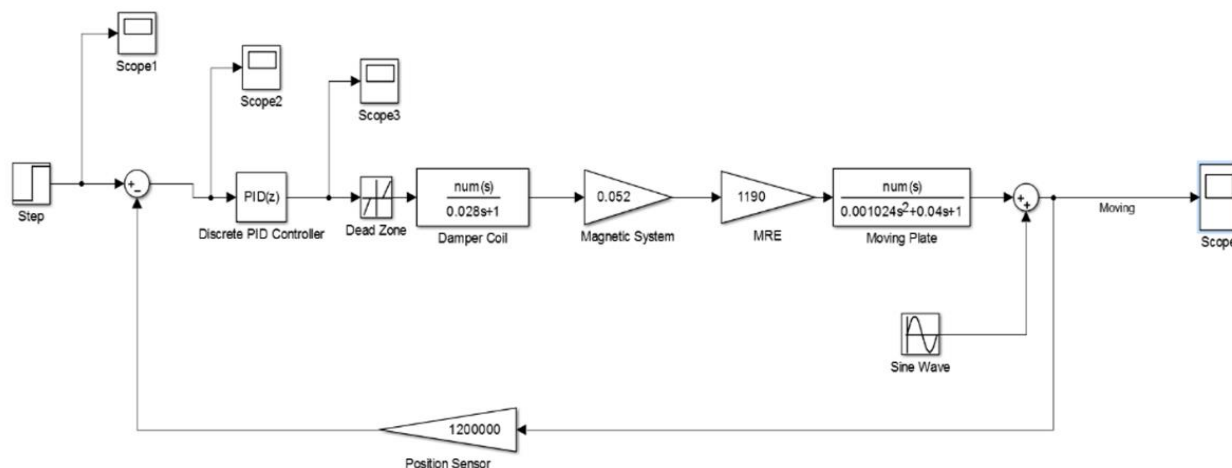 Scope1
Scope2
Scope3
Step
+
−
PID(z)
Discrete PID Controller
Dead Zone
num(s)
0.028s+1
Damper Coil
0.052
Magnetic System
1190
MRE
num(s)
0.001024s²+0.04s+1
Moving Plate
+
+
Moving
Scope
Sine Wave
1200000
Position Sensor